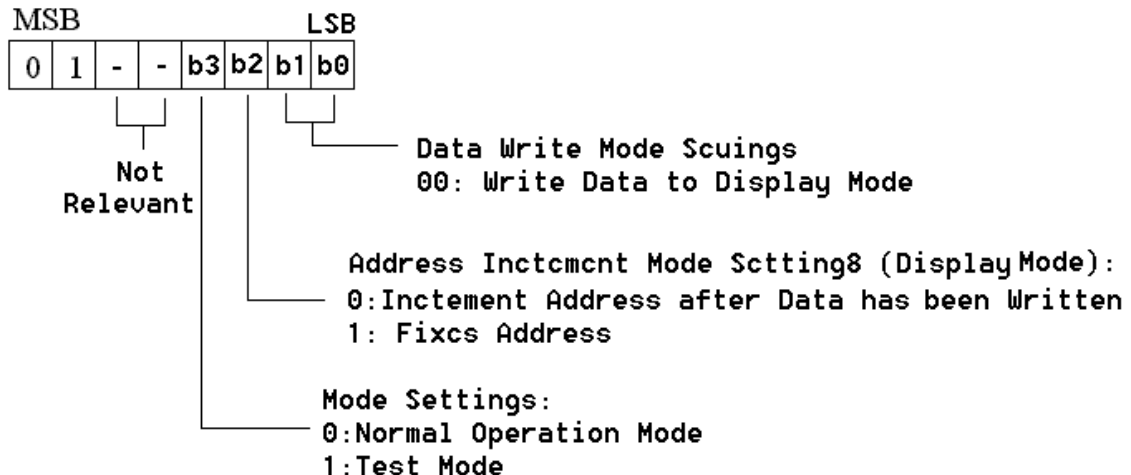 MSB LSB
0 1 - - b3 b2 b1 b0
Data Write Mode Scuings
00: Write Data to Display Mode
Not
Relevant
Address Inctcmcnt Mode Sctting8 (Display Mode):
0:Inctement Address after Data has been Written
1: Fixcs Address
Mode Settings:
0:Normal Operation Mode
1:Test Mode